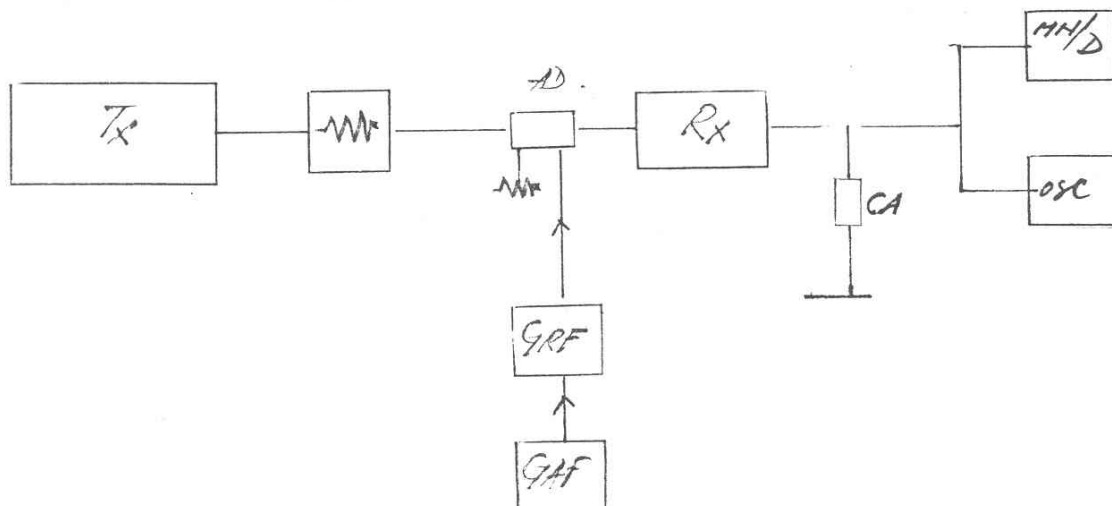 Tx
AD.
Rx
MH/D
OSC
CA
GRF
GAF